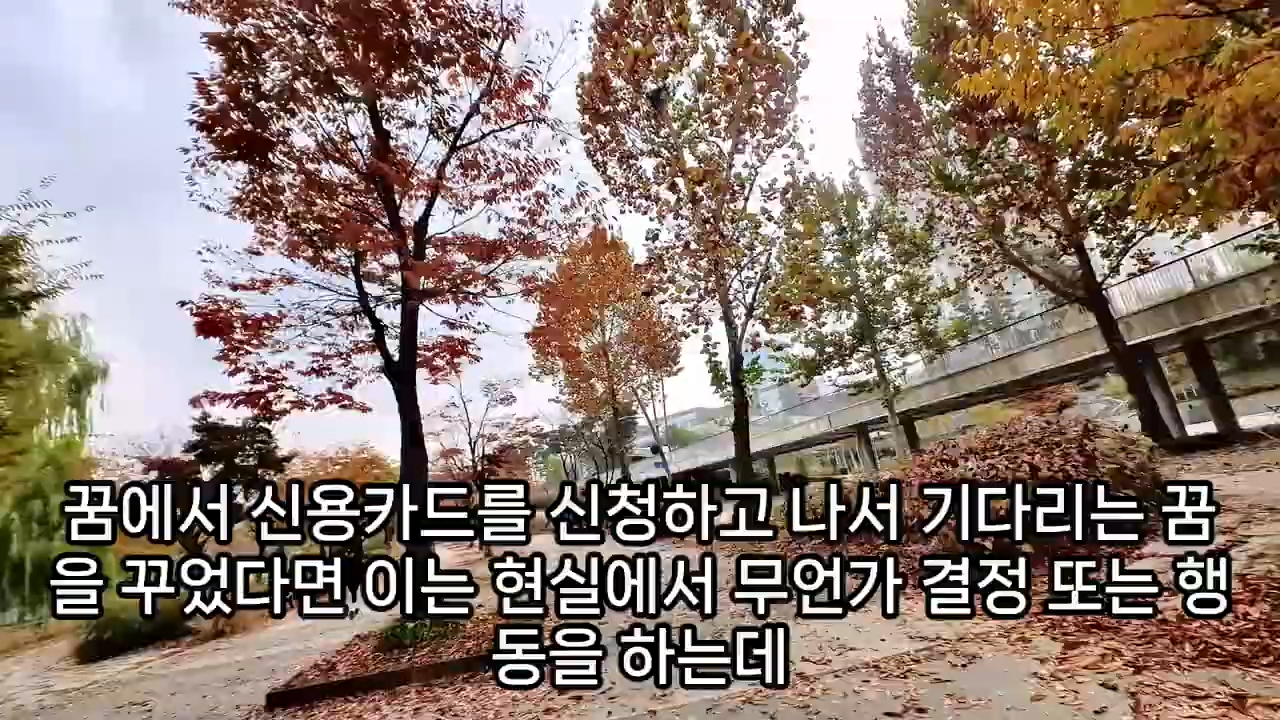 꿈에서 신용카드를 신청하고 나서 기다리는 꿈
을 꾸었다면 이는 현실에서 무언가 결정 또는 행
동을 하는데